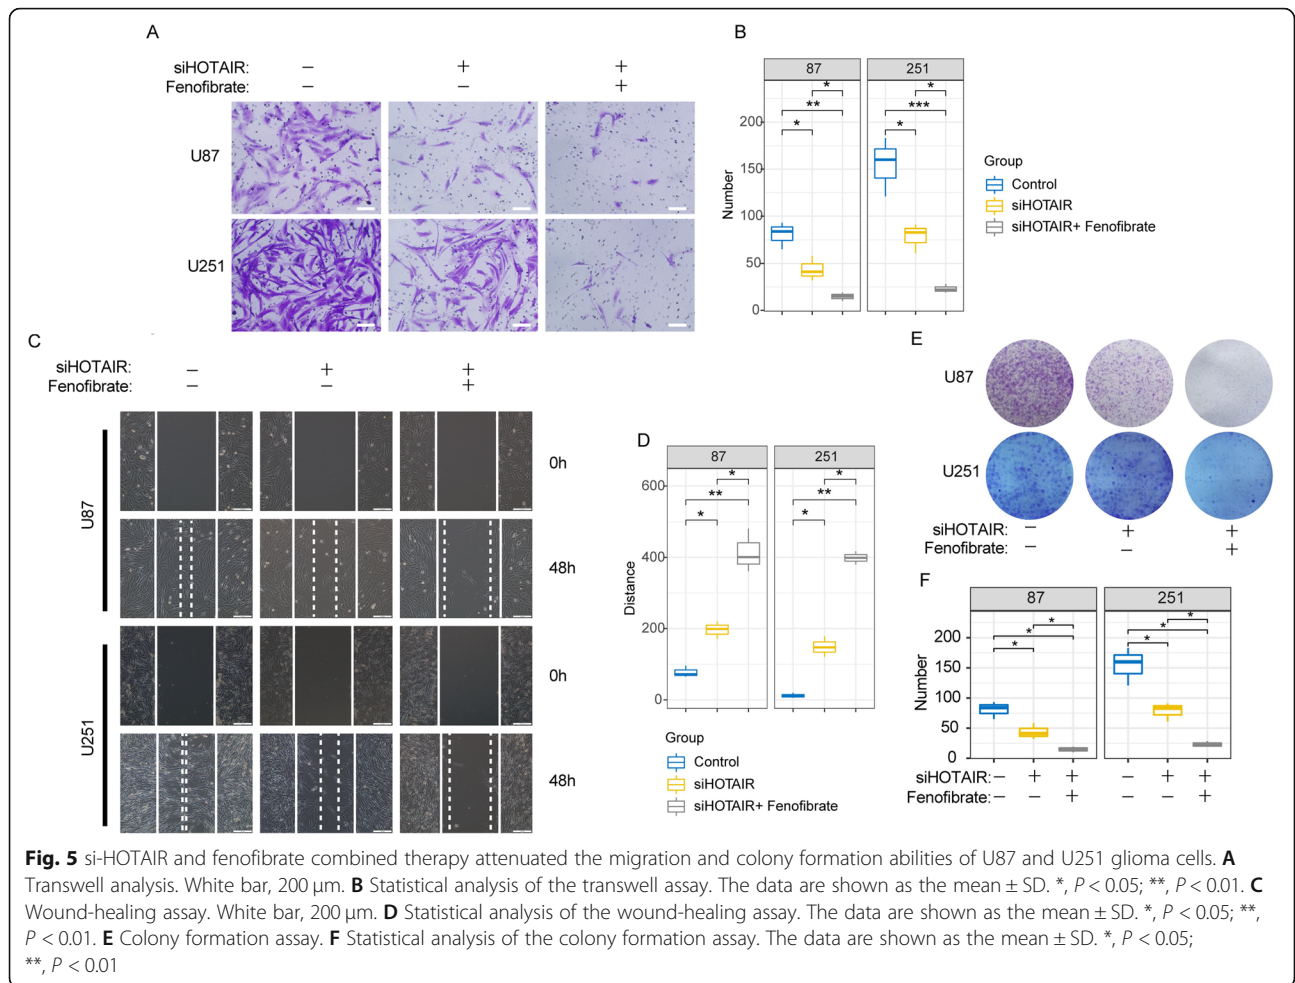 A
siHOTAIR: − + +
Fenofibrate: − − +
U87
U251
B
87 251
* *
** ***
* *
200
150
100
50
0
Number
Group
Control
siHOTAIR
siHOTAIR+ Fenofibrate
C
siHOTAIR: − + +
Fenofibrate: − − +
U87
0h
48h
U251
0h
48h
D
87 251
* *
** **
* *
600
400
200
0
Distance
Group
Control
siHOTAIR
siHOTAIR+ Fenofibrate
E
U87
U251
siHOTAIR: − + +
Fenofibrate: − − +
F
87 251
* *
* *
* *
200
150
100
50
0
Number
siHOTAIR: − + + − + +
Fenofibrate: − − + − − +
Fig. 5 si-HOTAIR and fenofibrate combined therapy attenuated the migration and colony formation abilities of U87 and U251 glioma cells. A
Transwell analysis. White bar, 200 μm. B Statistical analysis of the transwell assay. The data are shown as the mean ± SD. *, P < 0.05; **, P < 0.01. C
Wound-healing assay. White bar, 200 μm. D Statistical analysis of the wound-healing assay. The data are shown as the mean ± SD. *, P < 0.05; **,
P < 0.01. E Colony formation assay. F Statistical analysis of the colony formation assay. The data are shown as the mean ± SD. *, P < 0.05;
**, P < 0.01